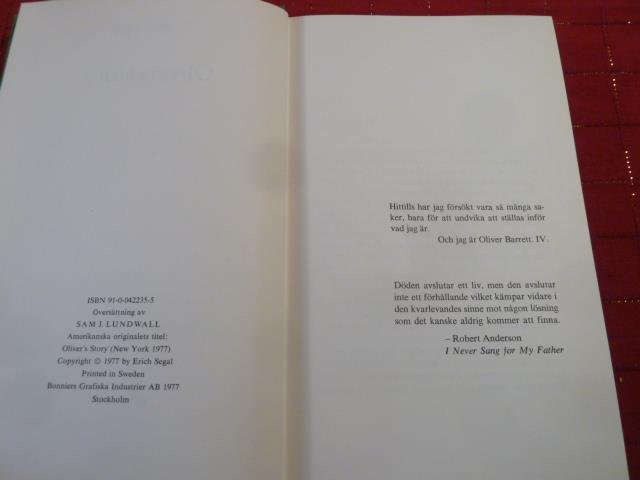 ISBN 91-0-042235-5
Översättning av
SAM J. LUNDWALL
Amerikanska originalets titel:
Oliver's Story (New York 1977)
Copyright © 1977 by Erich Segal
Printed in Sweden
Bonniers Grafiska Industrier AB 1977
Stockholm
Hittills har jag försökt vara så många sa-
ker, bara för att undvika att ställas inför
vad jag är.
Och jag är Oliver Barrett. IV.
Döden avslutar ett liv, men den avslutar
inte ett förhållande vilket kämpar vidare i
den kvarlevandes sinne mot någon lösning
som det kanske aldrig kommer att finna.
– Robert Anderson
I Never Sang for My Father